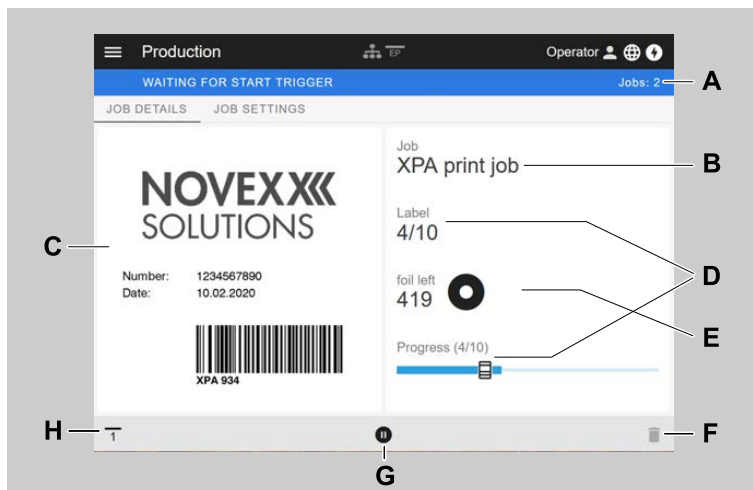 Production
EP
Operator
WAITING FOR START TRIGGER
Jobs: 2
A
JOB DETAILS
JOB SETTINGS
NOVEXX
SOLUTIONS
Number: 1234567890
Date: 10.02.2020
XPA 934
Job
XPA print job
B
Label
4/10
C
D
foil left
419
E
Progress (4/10)
H
1
G
F